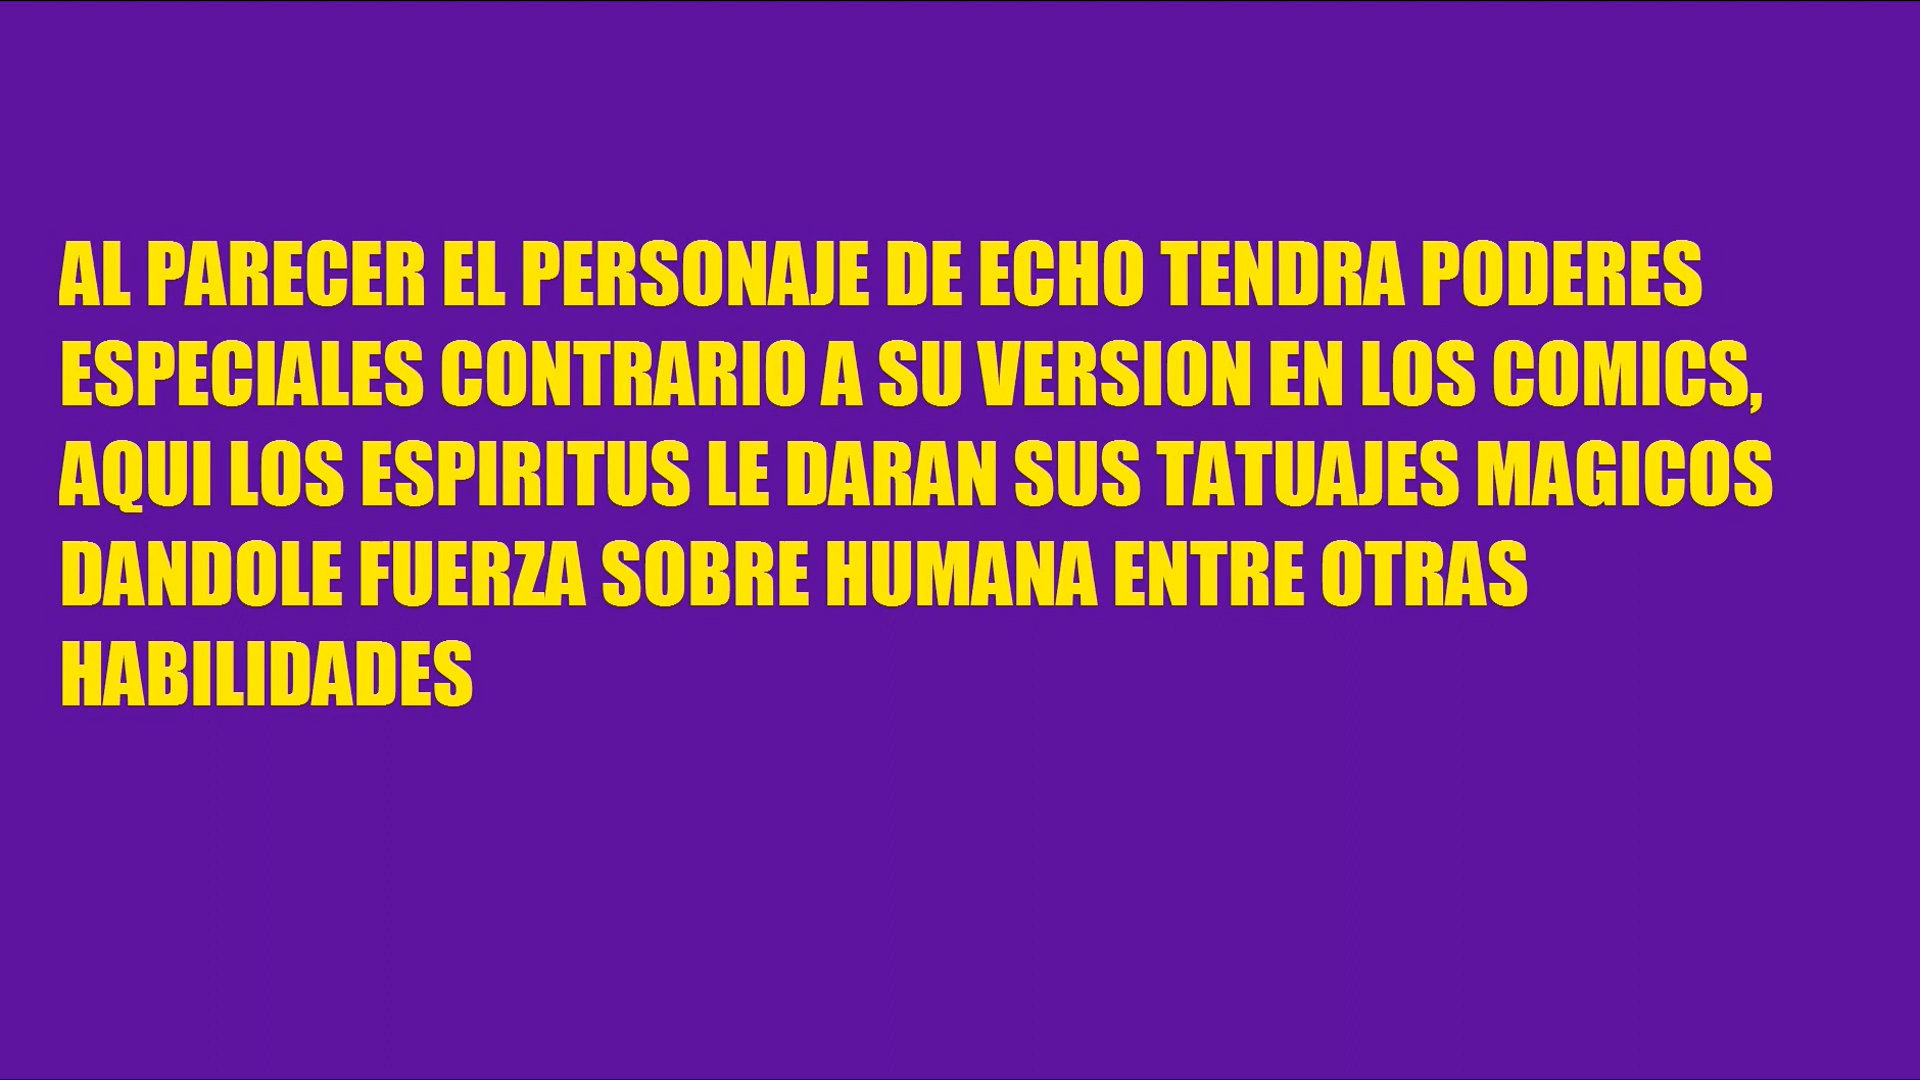 AL PARECER EL PERSONAJE DE ECHO TENDRA PODERES
ESPECIALES CONTRARIO A SU VERSION EN LOS COMICS,
AQUI LOS ESPIRITUS LE DARAN SUS TATUAJES MAGICOS
DANDOLE FUERZA SOBRE HUMANA ENTRE OTRAS
HABILIDADES